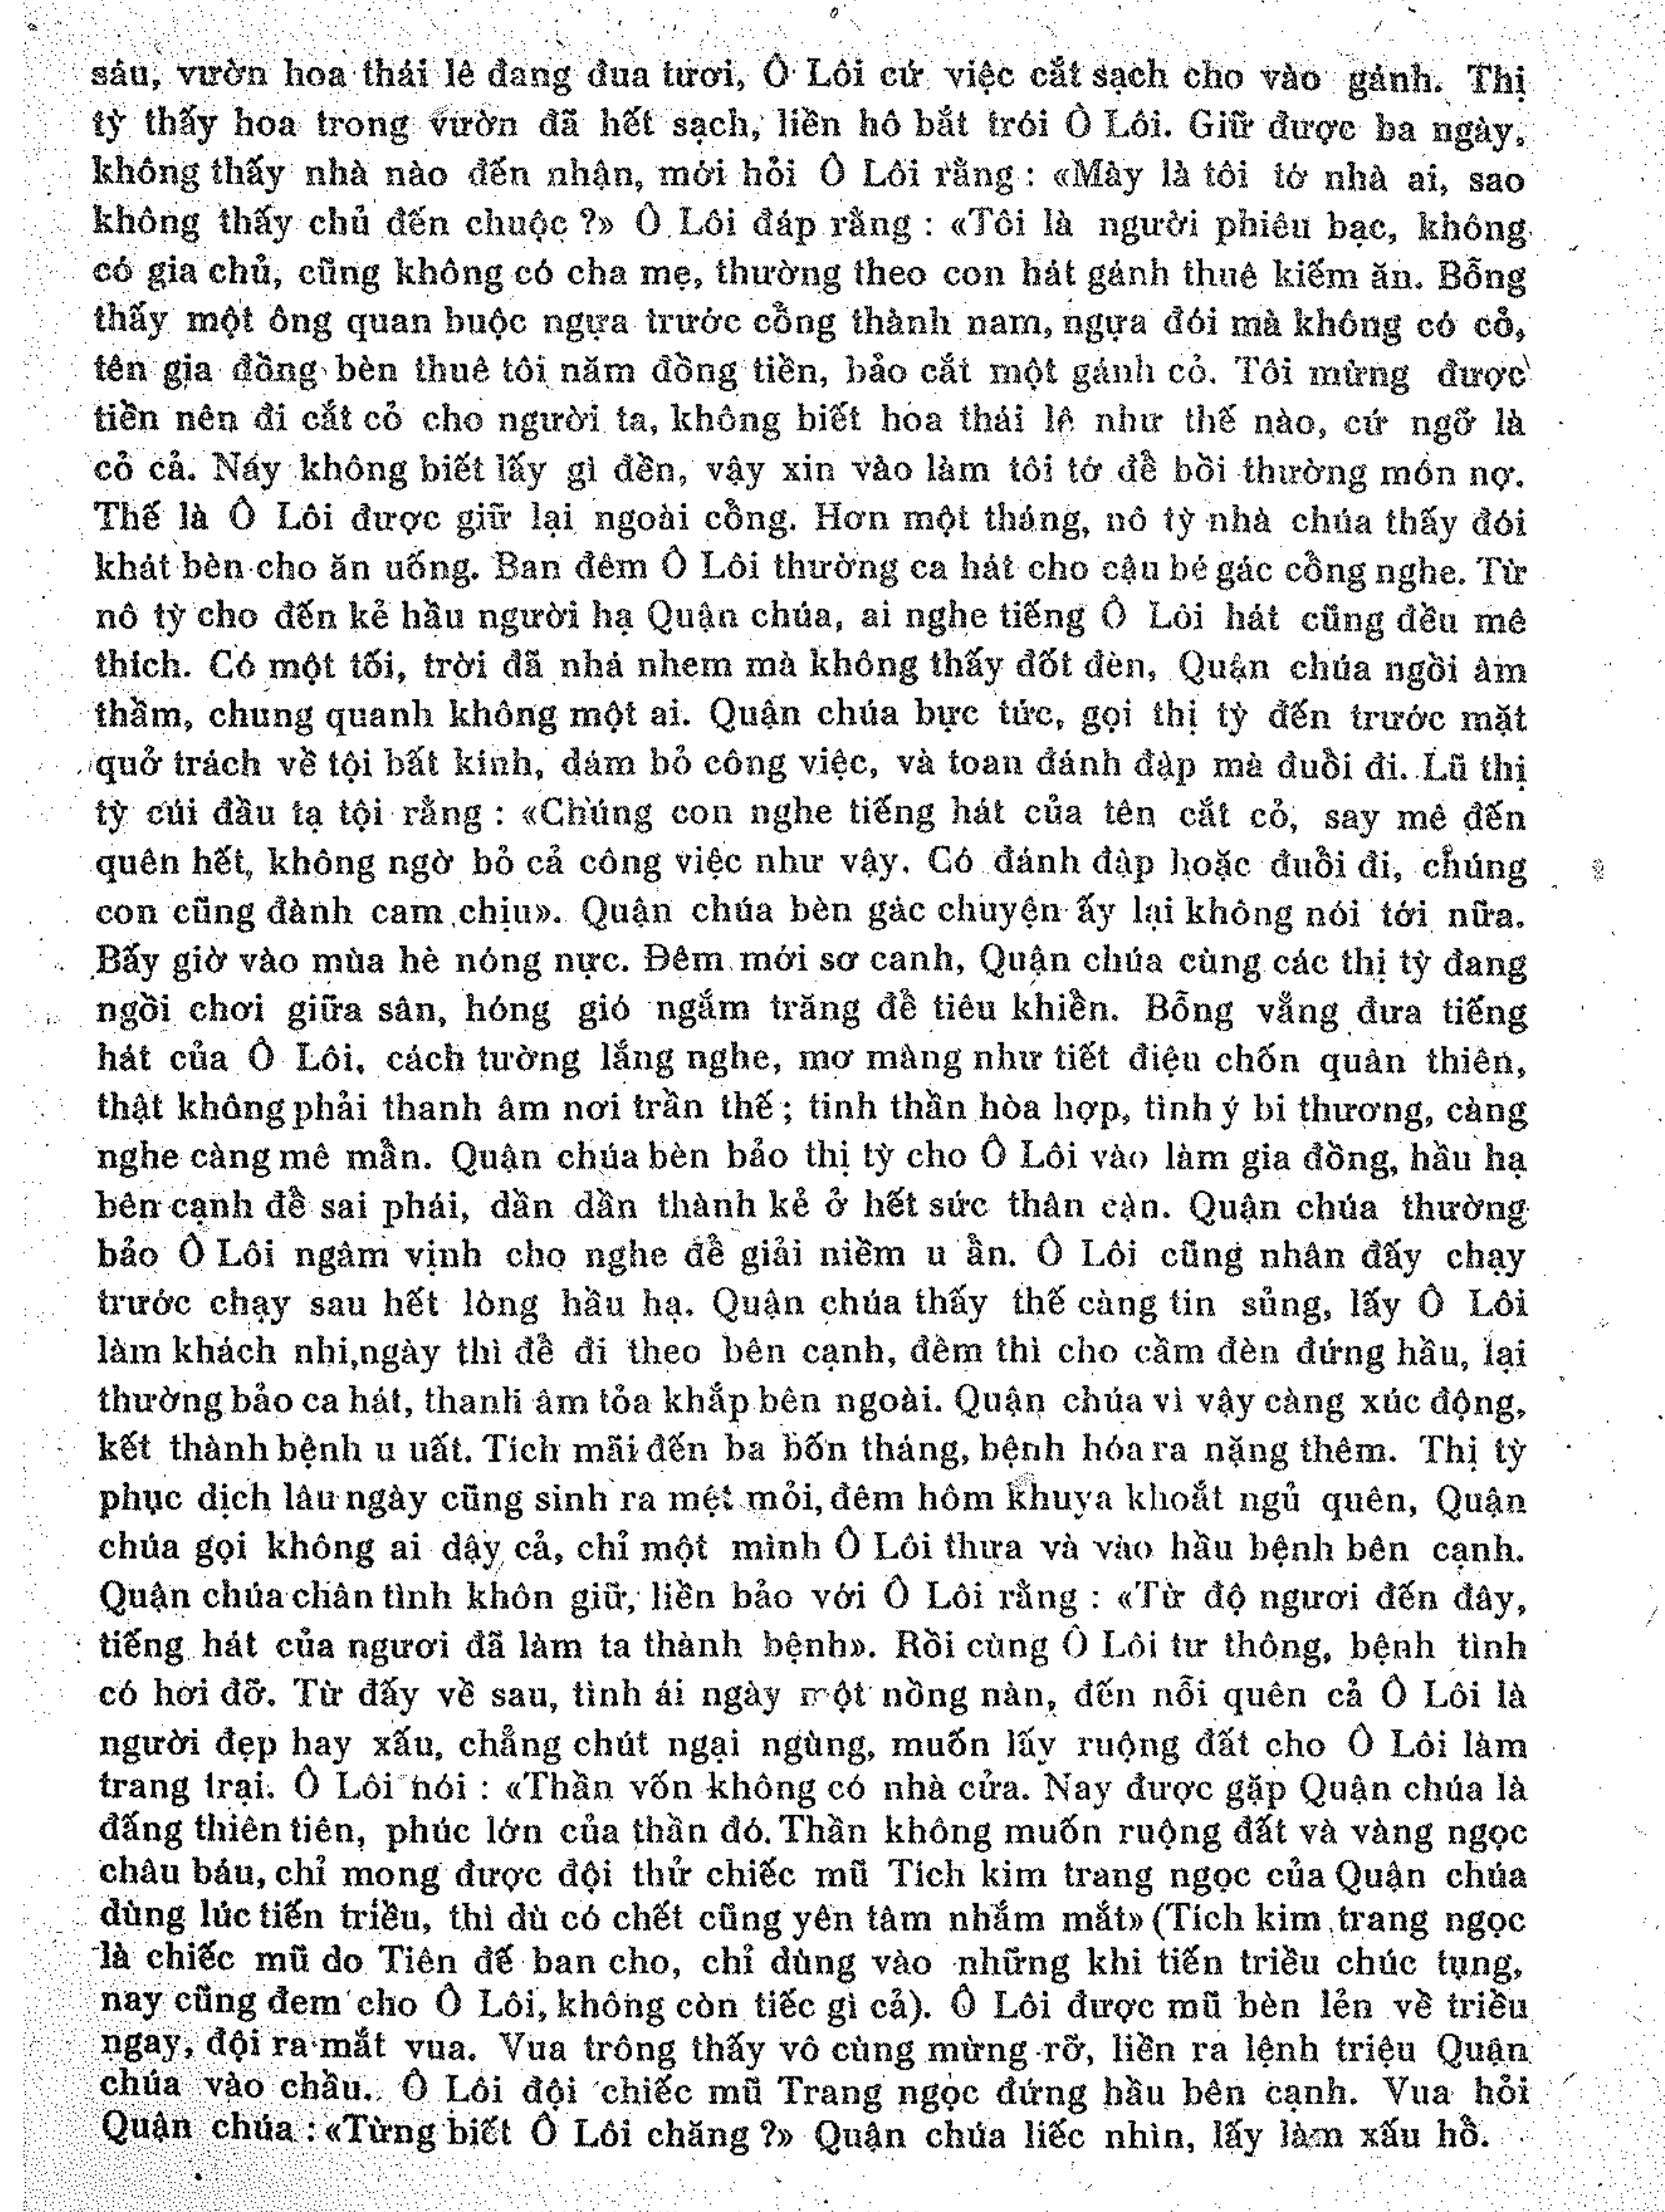 sáu, vườn hoa thái lê đang đua tươi, Ô Lôi cứ việc cắt sạch cho vào gánh. Thị
tỳ thấy hoa trong vườn đã hết sạch, liền hô bắt trói Ô Lôi. Giữ được ba ngày,
không thấy nhà nào đến nhận, mới hỏi Ô Lôi rằng : «Mày là tôi tớ nhà ai, sao
không thấy chủ đến chuộc ?» Ô Lôi đáp rằng : «Tôi là người phiêu bạc, không
có gia chủ, cũng không có cha mẹ, thường theo con hát gánh thuê kiếm ăn. Bỗng
thấy một ông quan buộc ngựa trước cổng thành nam, ngựa đói mà không có cỏ,
tên gia đồng bèn thuê tôi năm đồng tiền, bảo cắt một gánh cỏ. Tôi mừng được
tiền nên đi cắt cỏ cho người ta, không biết hoa thái lê như thế nào, cứ ngỡ là
cỏ cả. Náy không biết lấy gì đền, vậy xin vào làm tôi tớ để bồi thường món nợ.
Thế là Ô Lôi được giữ lại ngoài cổng. Hơn một tháng, nô tỳ nhà chúa thấy đói
khát bèn cho ăn uống. Ban đêm Ô Lôi thường ca hát cho cậu bé gác cổng nghe. Từ
nô tỳ cho đến kẻ hầu người hạ Quận chúa, ai nghe tiếng Ô Lôi hát cũng đều mê
thích. Có một tối, trời đã nhá nhem mà không thấy đốt đèn, Quận chúa ngồi âm
thầm, chung quanh không một ai. Quận chúa bực tức, gọi thị tỳ đến trước mặt
quở trách về tội bất kính, dám bỏ công việc, và toan đánh đập mà đuổi đi. Lũ thị
tỳ cúi đầu tạ tội rằng : «Chúng con nghe tiếng hát của tên cắt cỏ, say mê đến
quên hết, không ngờ bỏ cả công việc như vậy. Có đánh đập hoặc đuổi đi, chúng
con cũng đành cam chịu». Quận chúa bèn gác chuyện ấy lại không nói tới nữa.
Bấy giờ vào mùa hè nóng nực. Đêm mới sơ canh, Quận chúa cùng các thị tỳ đang
ngồi chơi giữa sân, hóng gió ngắm trăng để tiêu khiển. Bỗng vẳng đưa tiếng
hát của Ô Lôi, cách tường lắng nghe, mơ màng như tiết điệu chốn quân thiên,
thật không phải thanh âm nơi trần thế ; tinh thần hòa hợp, tình ý bi thương, càng
nghe càng mê mẩn. Quận chúa bèn bảo thị tỳ cho Ô Lôi vào làm gia đồng, hầu hạ
bên cạnh để sai phái, dần dần thành kẻ ở hết sức thân cận. Quận chúa thường
bảo Ô Lôi ngâm vịnh cho nghe để giải niềm u ẩn. Ô Lôi cũng nhân đấy chạy
trước chạy sau hết lòng hầu hạ. Quận chúa thấy thế càng tin sủng, lấy Ô Lôi
làm khách nhi,ngày thì để đi theo bên cạnh, đêm thì cho cầm đèn đứng hầu, lại
thường bảo ca hát, thanh âm tỏa khắp bên ngoài. Quận chúa vì vậy càng xúc động,
kết thành bệnh u uất. Tích mãi đến ba bốn tháng, bệnh hóa ra nặng thêm. Thị tỳ
phục dịch lâu ngày cũng sinh ra mệt mỏi, đêm hôm khuya khoắt ngủ quên, Quận
chúa gọi không ai dậy cả, chỉ một mình Ô Lôi thưa và vào hầu bệnh bên cạnh.
Quận chúa chân tình khôn giữ, liền bảo với Ô Lôi rằng : «Từ độ ngươi đến đây,
tiếng hát của ngươi đã làm ta thành bệnh». Rồi cùng Ô Lôi tư thông, bệnh tình
có hơi đỡ. Từ đấy về sau, tình ái ngày một nồng nàn, đến nỗi quên cả Ô Lôi là
người đẹp hay xấu, chẳng chút ngại ngùng, muốn lấy ruộng đất cho Ô Lôi làm
trang trại. Ô Lôi nói : «Thần vốn không có nhà cửa. Nay được gặp Quận chúa là
đấng thiên tiên, phúc lớn của thần đó. Thần không muốn ruộng đất và vàng ngọc
châu báu, chỉ mong được đội thử chiếc mũ Tích kim trang ngọc của Quận chúa
dùng lúc tiến triều, thì dù có chết cũng yên tâm nhắm mắt» (Tích kim trang ngọc
là chiếc mũ do Tiên đế ban cho, chỉ dùng vào những khi tiến triều chúc tụng,
nay cũng đem cho Ô Lôi, không còn tiếc gì cả). Ô Lôi được mũ bèn lẻn về triều
ngay, đội ra mắt vua. Vua trông thấy vô cùng mừng rỡ, liền ra lệnh triệu Quận
chúa vào chầu. Ô Lôi đội chiếc mũ Trang ngọc đứng hầu bên cạnh. Vua hỏi
Quận chúa : «Từng biết Ô Lôi chăng ?» Quận chúa liếc nhìn, lấy làm xấu hổ.